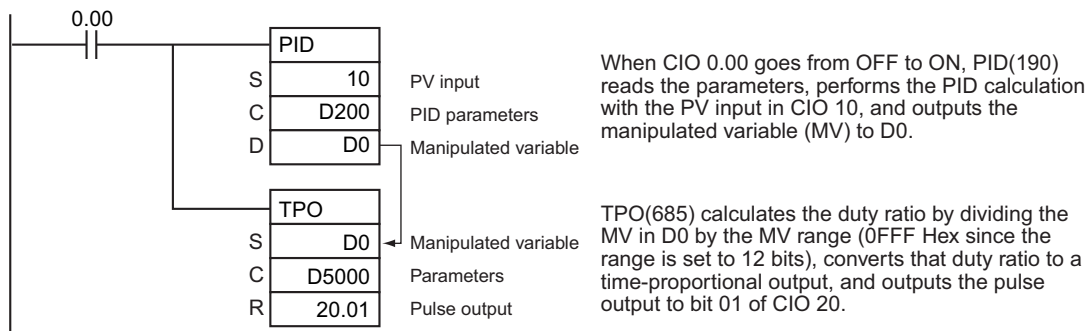 0.00
PID
S 10 PV input
C D200 PID parameters
D D0 Manipulated variable
When CIO 0.00 goes from OFF to ON, PID(190)
reads the parameters, performs the PID calculation
with the PV input in CIO 10, and outputs the
manipulated variable (MV) to D0.
TPO
S D0 Manipulated variable
C D5000 Parameters
R 20.01 Pulse output
TPO(685) calculates the duty ratio by dividing the
MV in D0 by the MV range (0FFF Hex since the
range is set to 12 bits), converts that duty ratio to a
time-proportional output, and outputs the pulse
output to bit 01 of CIO 20.